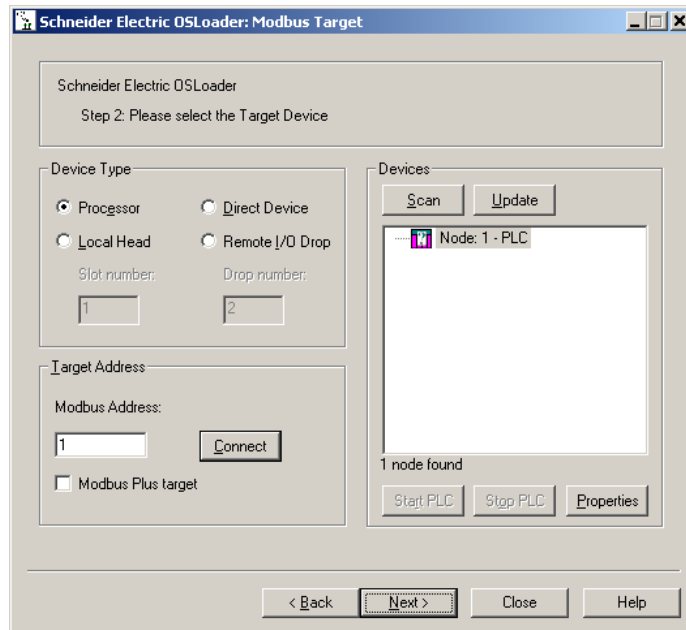 Schneider Electric OSLoader: Modbus Target
Schneider Electric OSLoader
Step 2: Please select the Target Device
Device Type
Processor
Direct Device
Local Head
Remote I/O Drop
Slot number:
Drop number:
1
2
Target Address
Modbus Address:
1
Connect
Modbus Plus target
Devices
Scan
Update
Node: 1 - PLC
1 node found
Start PLC
Stop PLC
Properties
< Back
Next >
Close
Help